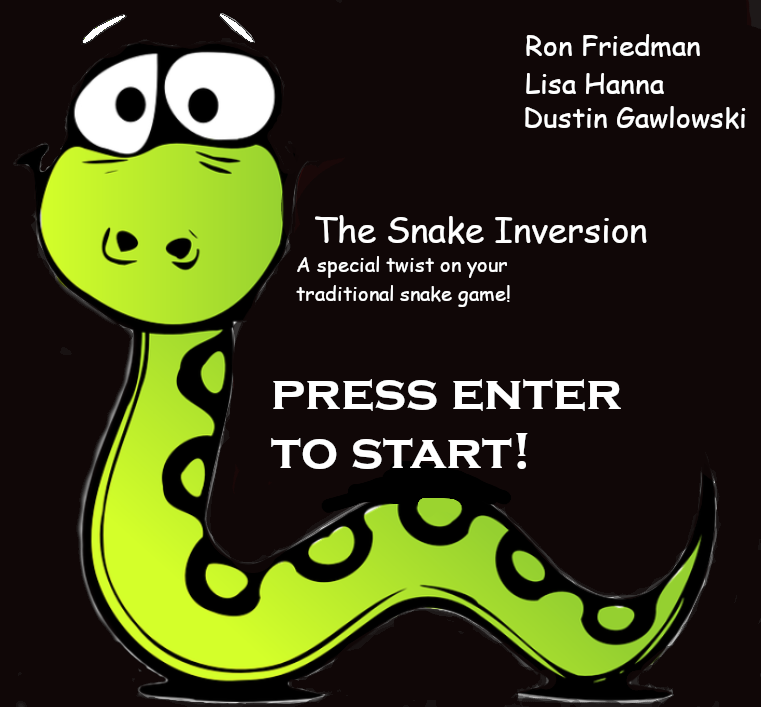 Ron Friedman
Lisa Hanna
Dustin Gawlowski
The Snake Inversion
A special twist on your
traditional snake game!
PRESS ENTER
TO START!